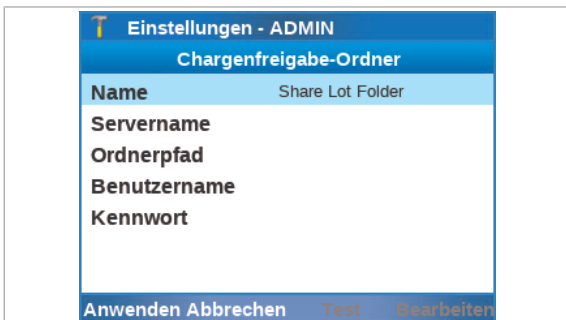 Einstellungen - ADMIN
Chargenfreigabe-Ordner
Name Share Lot Folder
Servername
Ordnerpfad
Benutzername
Kennwort
Anwenden Abbrechen Test Bearbeiten